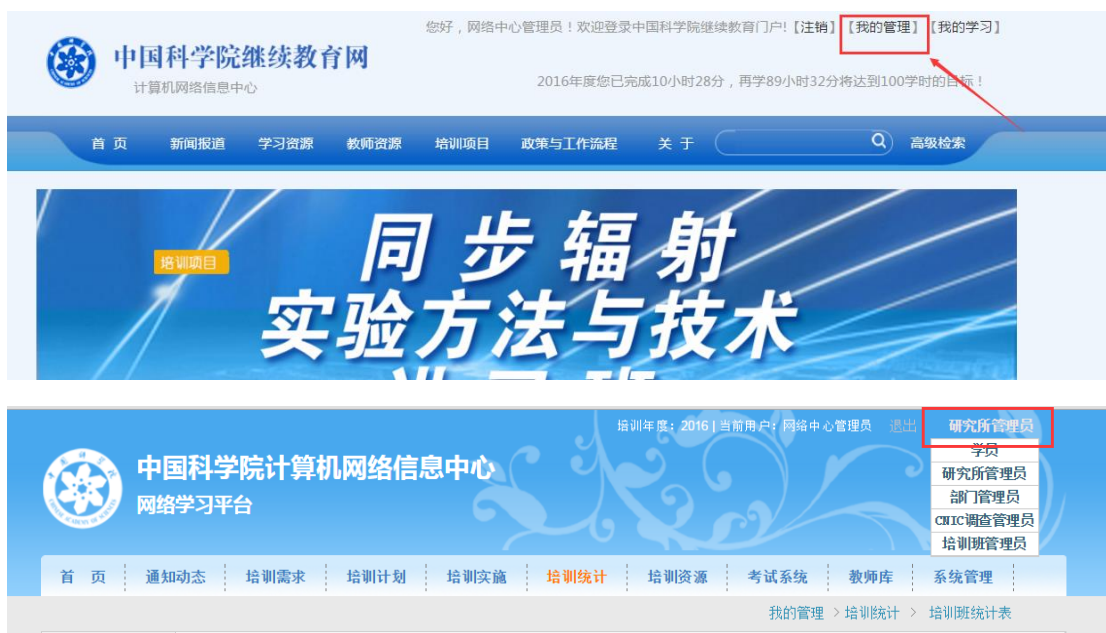 您好，网络中心管理员！欢迎登录中国科学院继续教育门户!【注销】【我的管理】【我的学习】
中国科学院继续教育网
计算机网络信息中心
2016年度您已完成10小时28分，再学89小时32分将达到100学时的目标！
首 页 新闻报道 学习资源 教师资源 培训项目 政策与工作流程 关 于 高级检索
培训项目
同步辐射
实验方法与技术
培训年度：2016 | 当前用户：网络中心管理员 退出 研究所管理员
学员
研究所管理员
部门管理员
CNIC调查管理员
培训班管理员
中国科学院计算机网络信息中心
网络学习平台
首 页 通知动态 培训需求 培训计划 培训实施 培训统计 培训资源 考试系统 教师库 系统管理
我的管理 > 培训统计 > 培训班统计表